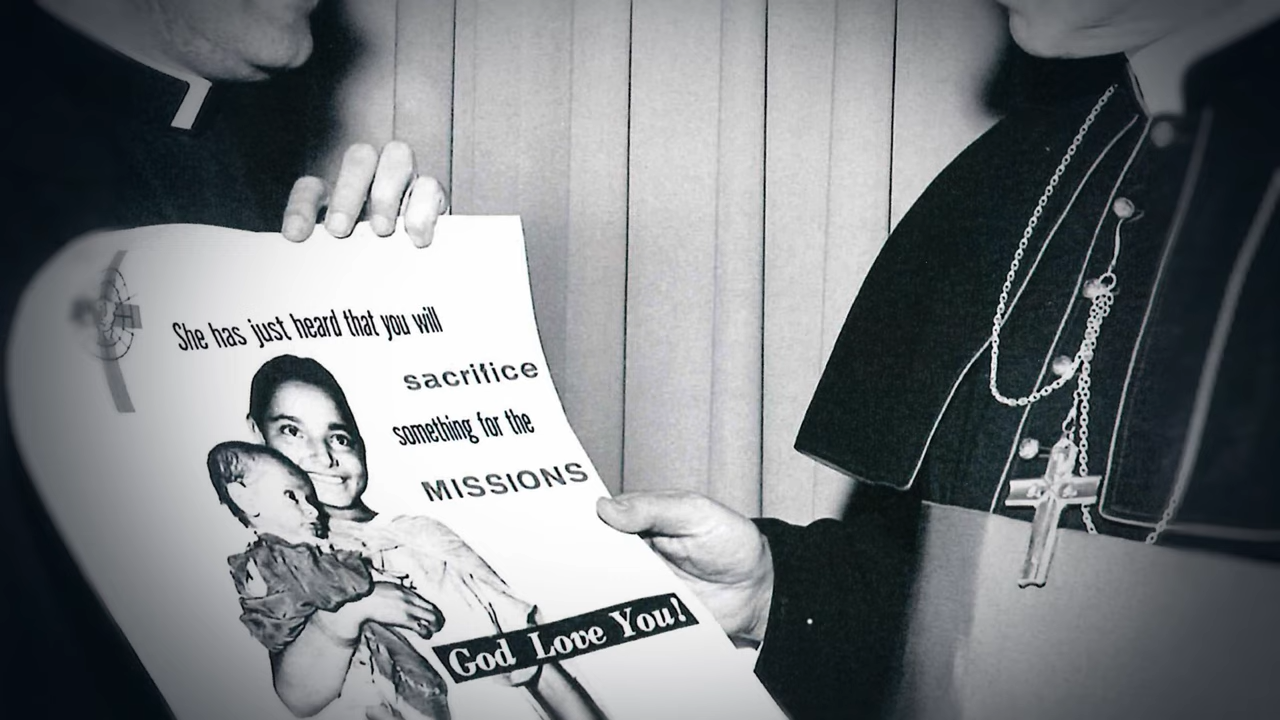 She has just heard that you will
sacrifice
something for the
MISSIONS
God Love You!